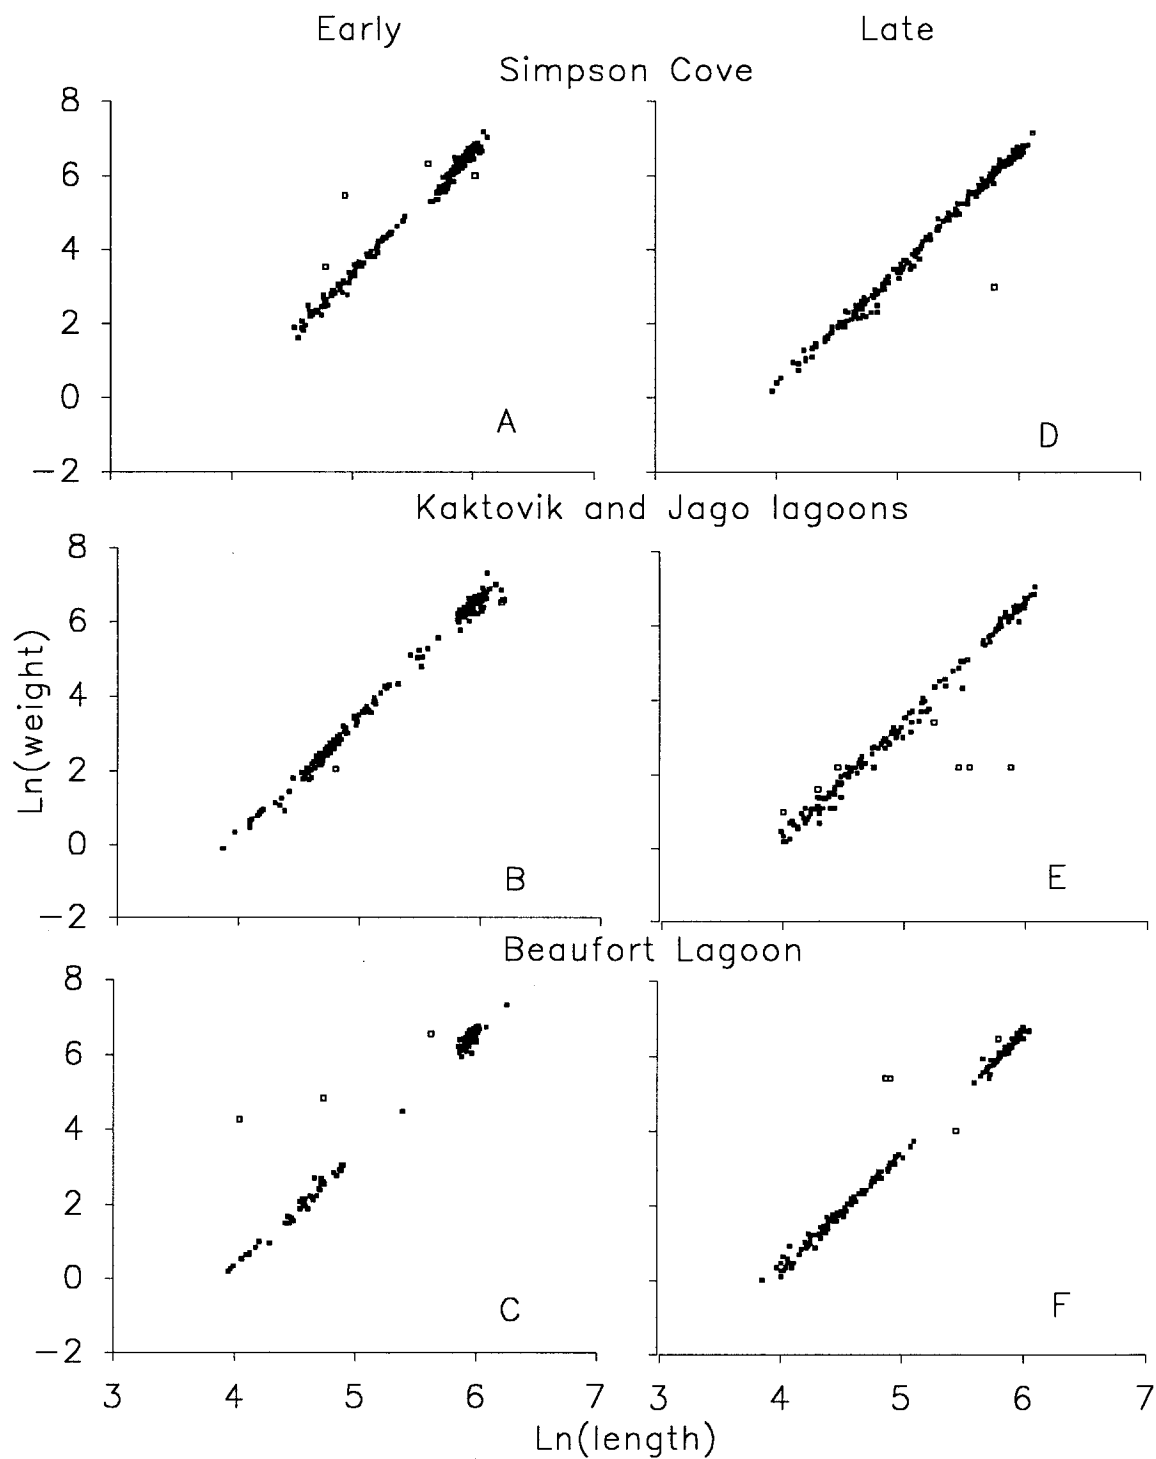 Early Late
Simpson Cove
8
6
4
2
0
−2
A
D
Kaktovik and Jago lagoons
8
6
4
2
0
−2
B
E
Ln(weight)
Beaufort Lagoon
8
6
4
2
0
−2
C
F
3 4 5 6 7 3 4 5 6 7
Ln(length)